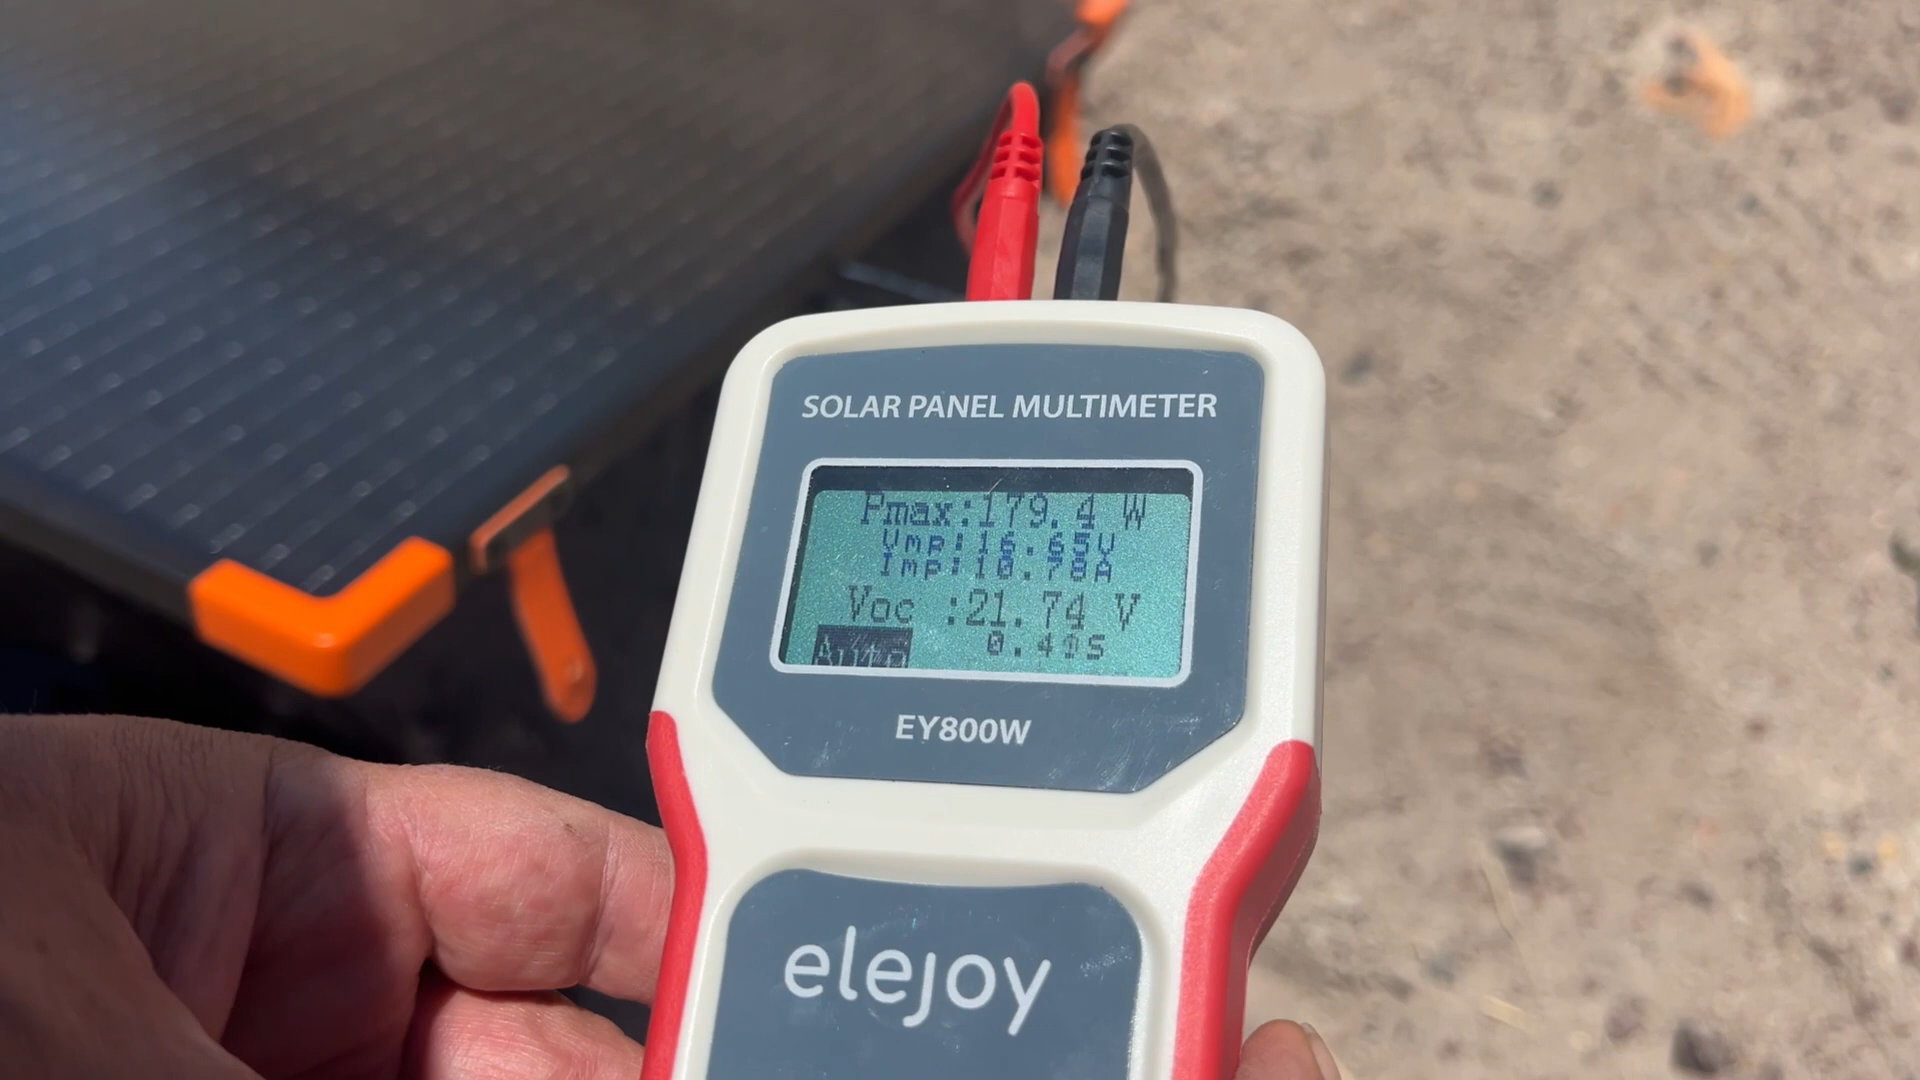 SOLAR PANEL MULTIMETER
Pmax:179.4 W
Vmp:16.65V
Imp:10.78A
Voc :21.74 V
Auto 0.49S
EY800W
elejoy